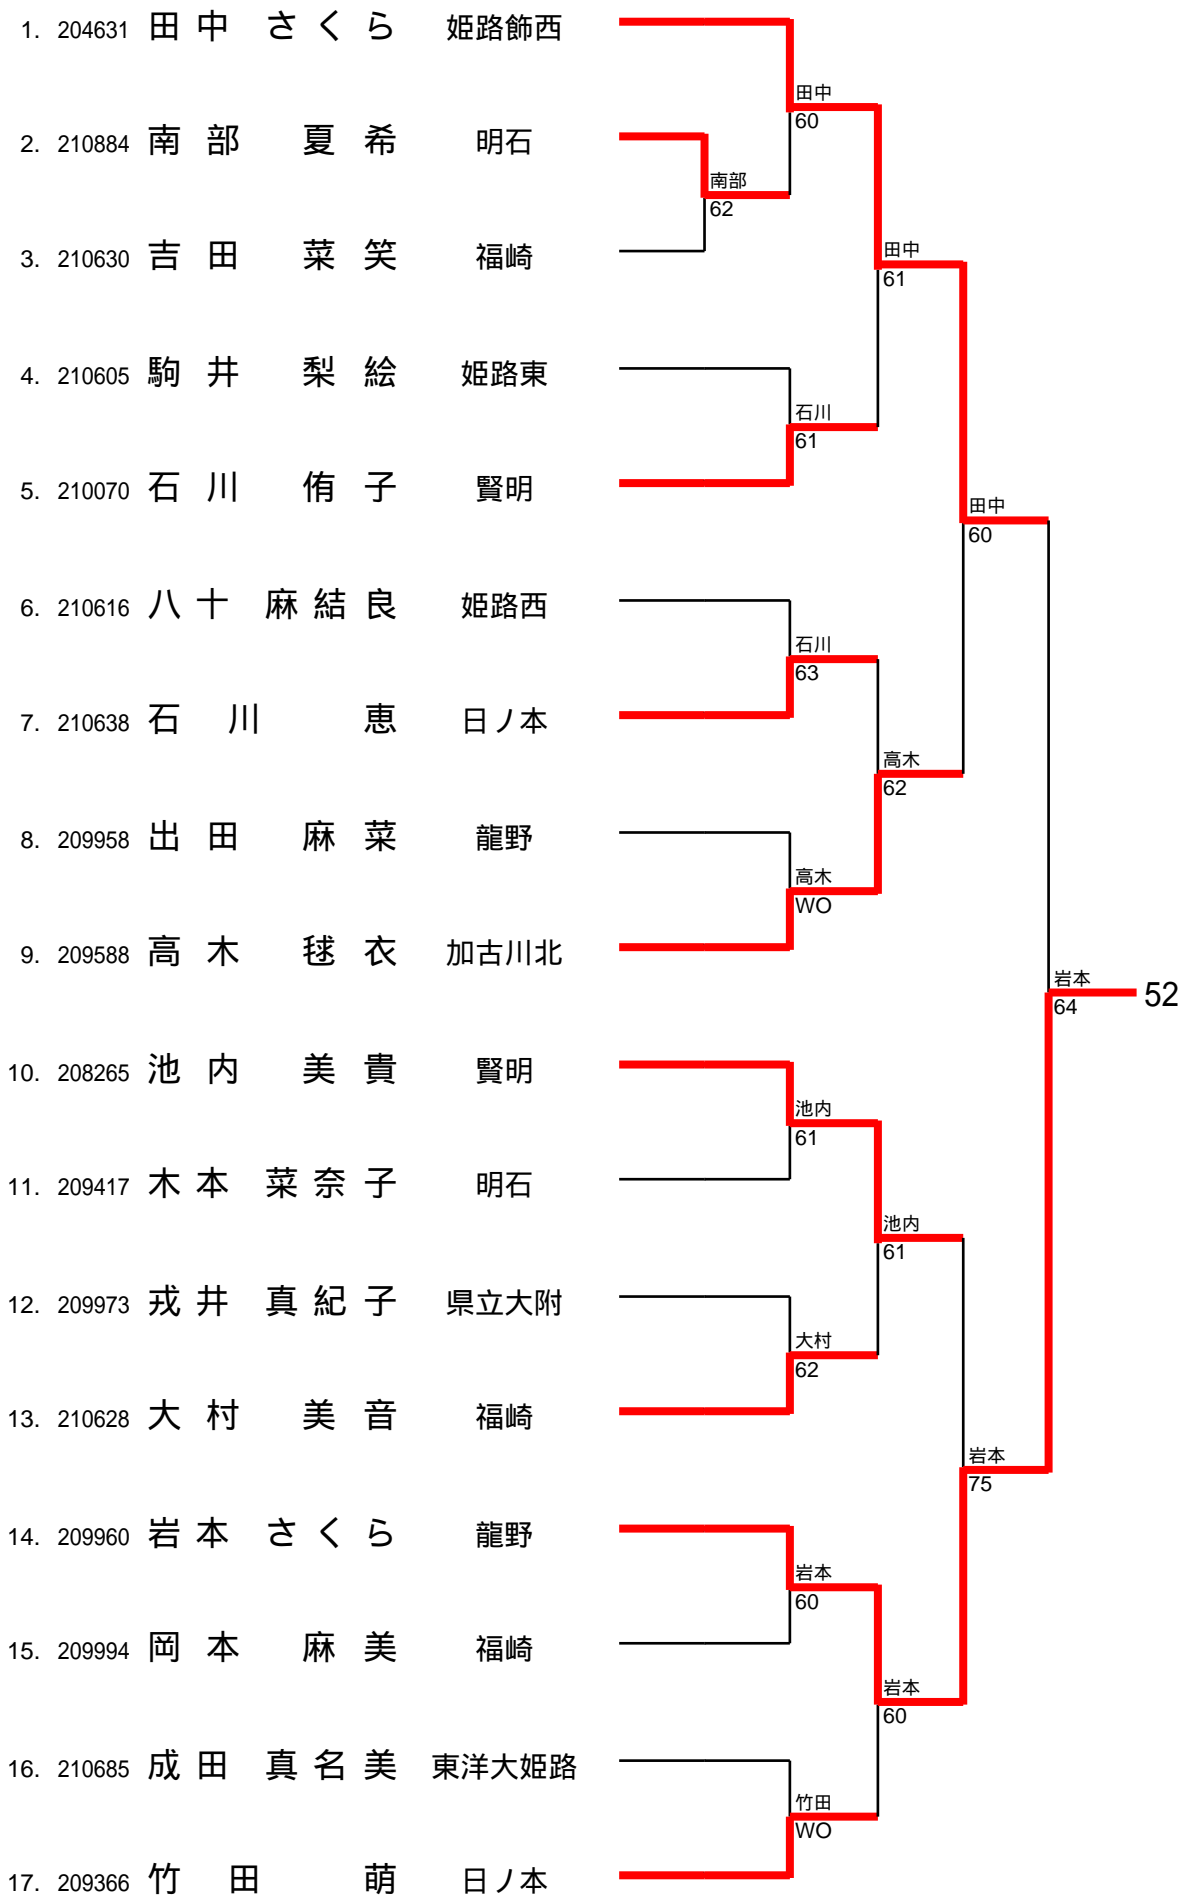 1. 204631 田中 さくら 姫路飾西
田中
60
2. 210884 南部 夏希 明石
南部
62
3. 210630 吉田 菜笑 福崎
田中
61
4. 210605 駒井 梨絵 姫路東
石川
61
5. 210070 石川 侑子 賢明
田中
60
6. 210616 八十 麻結良 姫路西
石川
63
7. 210638 石川 恵 日ノ本
高木
62
8. 209958 出田 麻菜 龍野
高木
WO
9. 209588 高木 毬衣 加古川北
岩本
64
52
10. 208265 池内 美貴 賢明
池内
61
11. 209417 木本 菜奈子 明石
池内
61
12. 209973 戎井 真紀子 県立大附
大村
62
13. 210628 大村 美音 福崎
岩本
75
14. 209960 岩本 さくら 龍野
岩本
60
15. 209994 岡本 麻美 福崎
岩本
60
16. 210685 成田 真名美 東洋大姫路
竹田
WO
17. 209366 竹田 萌 日ノ本